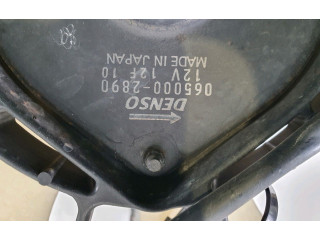 DENSO
065000-2890
12V 12F 10
MADE IN JAPAN